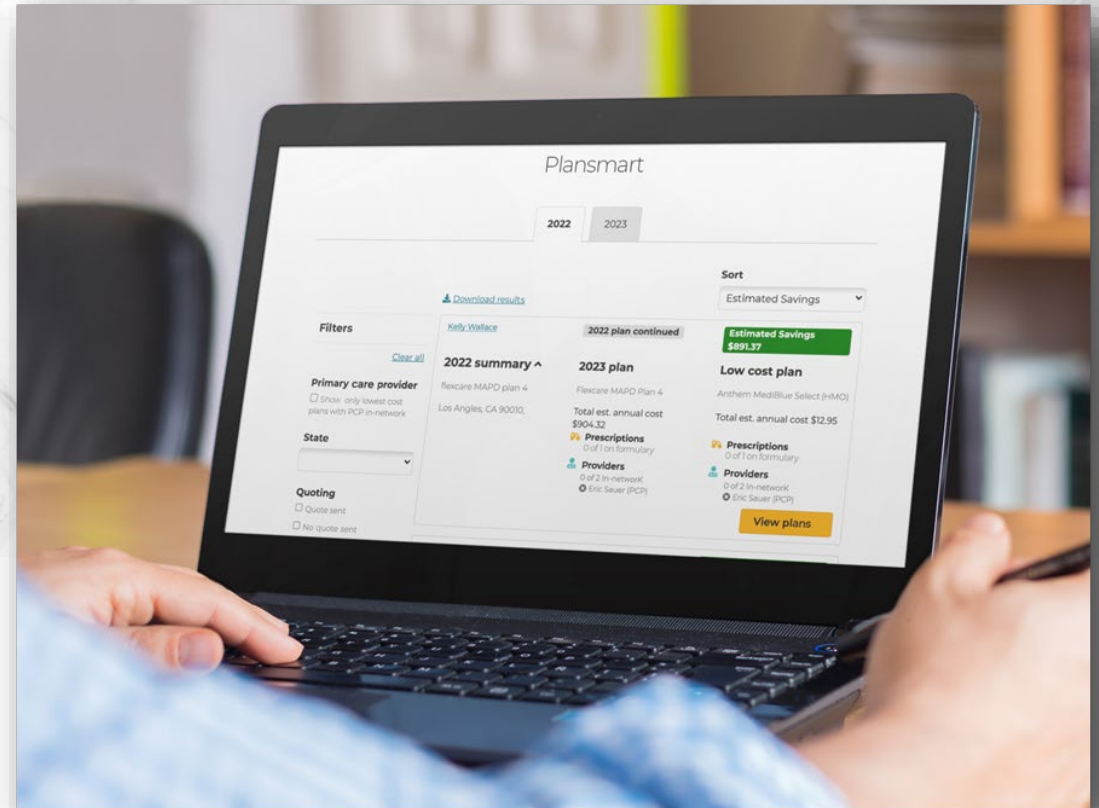 Plansmart
2022
2023
Sort
Estimated Savings
Download results
Filters
Clear all
Primary care provider
Show only lowest cost
plans with PCP in-network
State
Quoting
Quote sent
No quote sent
Kelly Wallace
2022 summary
flexcare MAPD plan 4
Los Angles, CA 90010,
2022 plan continued
2023 plan
Flexcare MAPD Plan 4
Total est. annual cost
$904.32
Prescriptions
0 of 1 on formulary
Providers
0 of 2 In-networK
Eric Sauer (PCP)
Estimated Savings
$891.37
Low cost plan
Anthem MediBlue Select (HMO)
Total est. annual cost $12.95
Prescriptions
0 of 1 on formulary
Providers
0 of 2 In-networK
Eric Sauer (PCP)
View plans